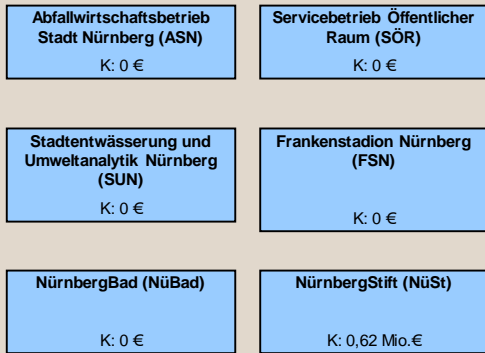 Abfallwirtschaftsbetrieb
Stadt Nürnberg (ASN)
K: 0 €
Servicebetrieb Öffentlicher
Raum (SÖR)
K: 0 €
Stadtentwässerung und
Umweltanalytik Nürnberg
(SUN)
K: 0 €
Frankenstadion Nürnberg
(FSN)
K: 0 €
NürnbergBad (NüBad)
K: 0 €
NürnbergStift (NüSt)
K: 0,62 Mio.€